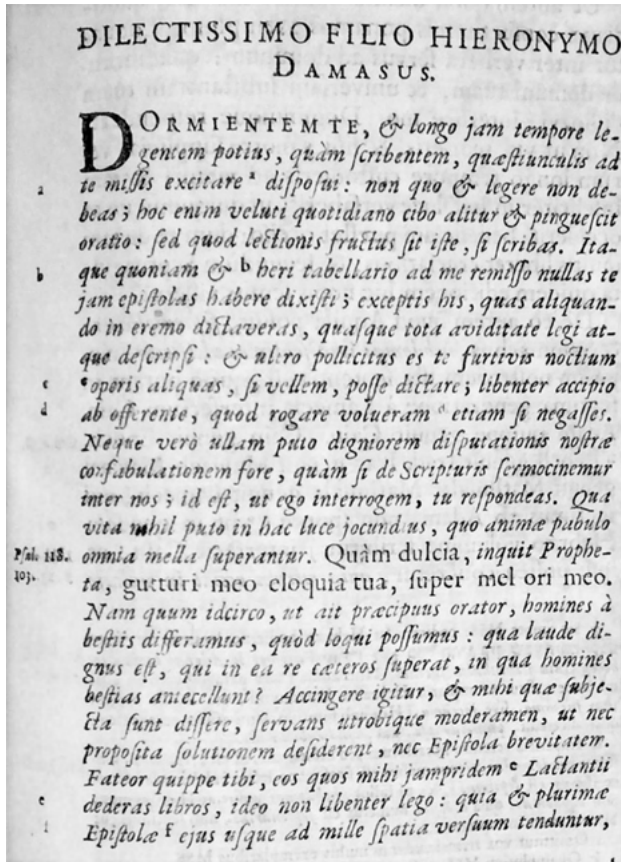 DILECTISSIMO FILIO HIERONYMO
DAMASUS.
DORMIENTEM TE, & longo jam tempore le-
gentem potius, quàm scribentem, quæstiunculis ad
a te missis excitare ᵃ disposui: non quo & legere non de-
beas; hoc enim veluti quotidiano cibo alitur & pinguescit
oratio: sed quod lectionis fructus sit iste, si scribas. Ita-
b que quoniam & ᵇ heri tabellario ad me remisso nullas te
jam epistolas habere dixisti; exceptis his, quas aliquan-
do in eremo dictaveras, quasque tota aviditate legi at-
que descripsi: & ultro pollicitus es te furtivis noctium
c ᶜ operis aliquas, si vellem, posse dictare; libenter accipio
d ab offerente, quod rogare volueram etiam si negasses.
Neque verò ullam puto digniorem disputationis nostræ
confabulationem fore, quàm si de Scripturis sermocinemur
inter nos; id est, ut ego interrogem, tu respondeas. Qua
vita nihil puto in hac luce jocundius, quo animæ pabulo
Psal. 118. omnia mella superantur. Quàm dulcia, inquit Prophe-
103. ta, gutturi meo eloquia tua, super mel ori meo.
Nam quum idcirco, ut ait præcipuus orator, homines à
bestiis differamus, quòd loqui possumus: qua laude di-
gnus est, qui in ea re cæteros superat, in qua homines
bestias antecellunt? Accingere igitur, & mihi quæ subje-
cta sunt dissere, servans utrobique moderamen, ut nec
proposita solutionem desiderent, nec Epistola brevitatem.
Fateor quippe tibi, eos quos mihi jampridem ᵉ Lactantii
e dederas libros, ideo non libenter lego: quia & plurimæ
Epistolæ ᶠ ejus usque ad mille spatia versuum tenduntur,